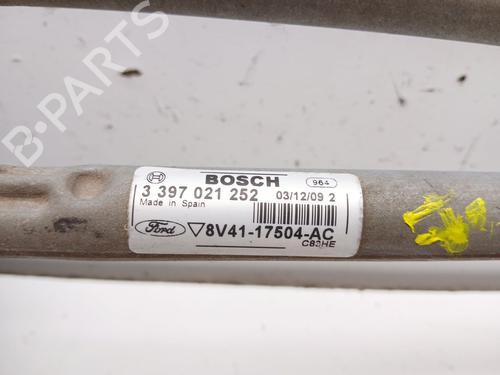 BOSCH 964
3 397 021 252 03/12/09 2
Made in Spain
Ford 8V41-17504-AC
C83HE
B-PARTS